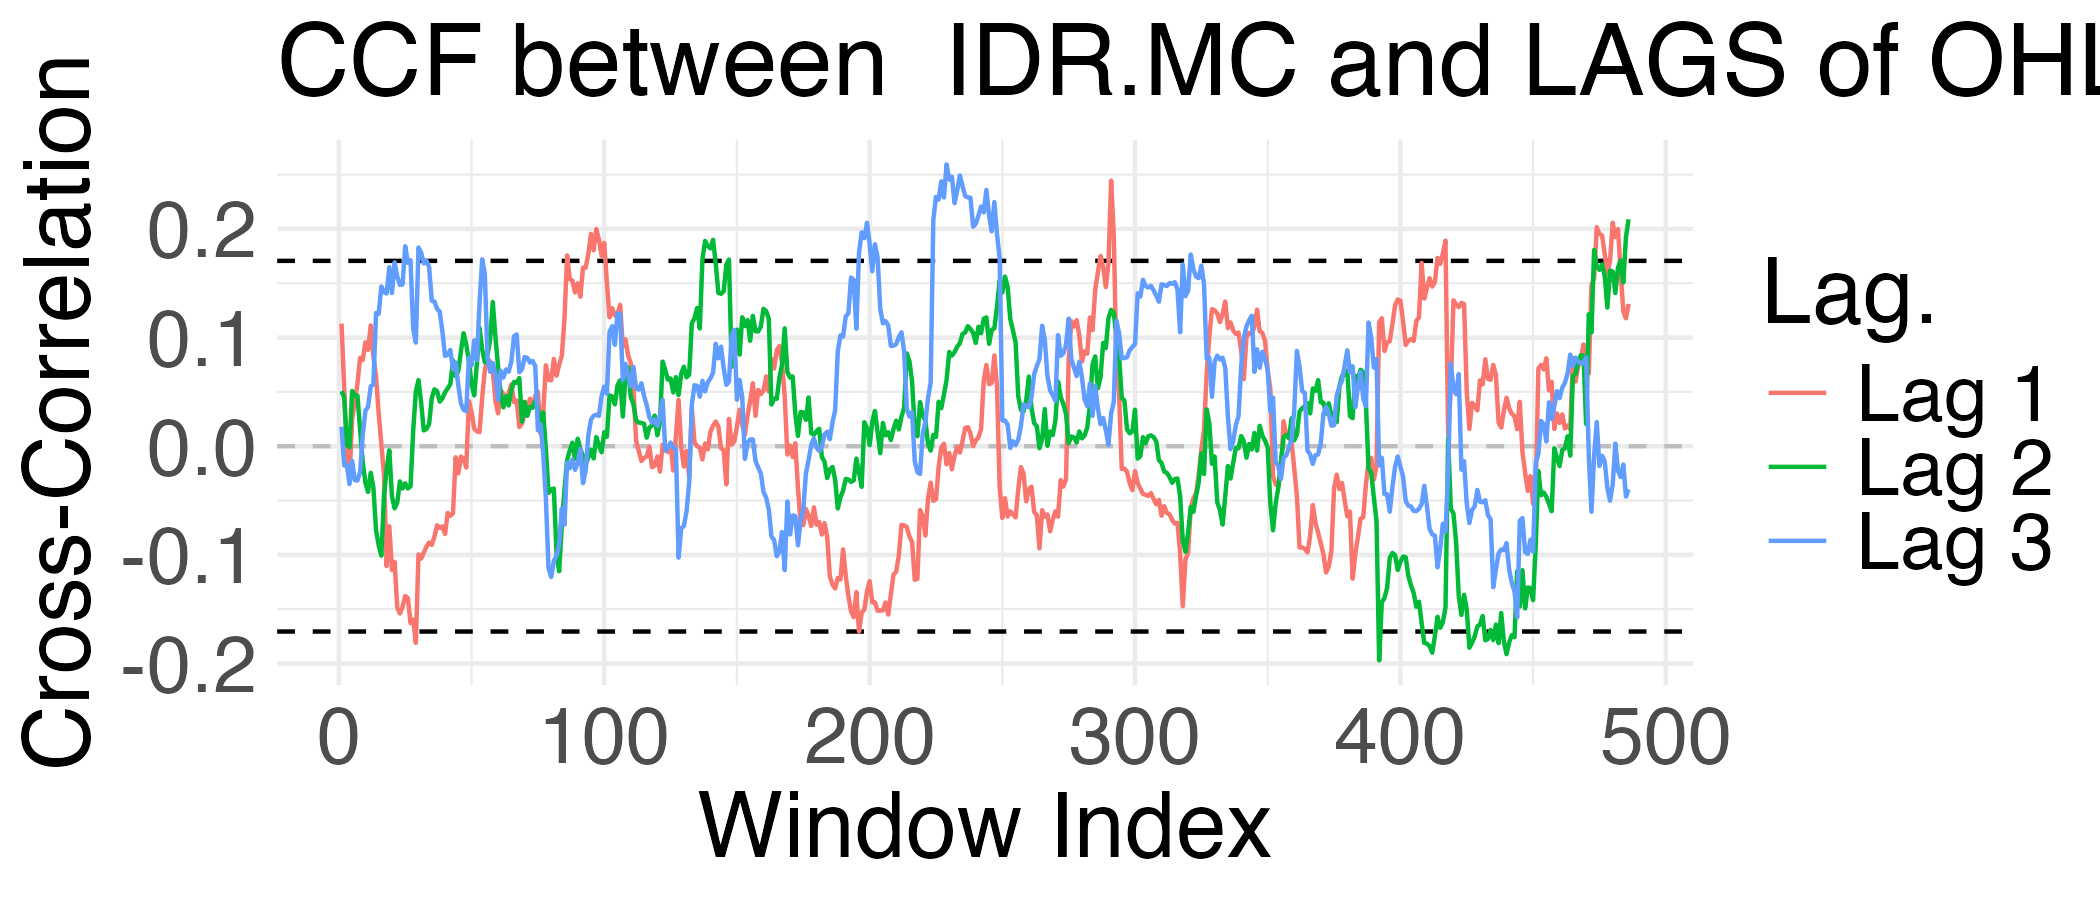 CCF between  IDR.MC and LAGS of OHL
Cross-Correlation
0.2
0.1
0.0
-0.1
-0.2
0 100 200 300 400 500
Window Index
Lag.
Lag 1
Lag 2
Lag 3